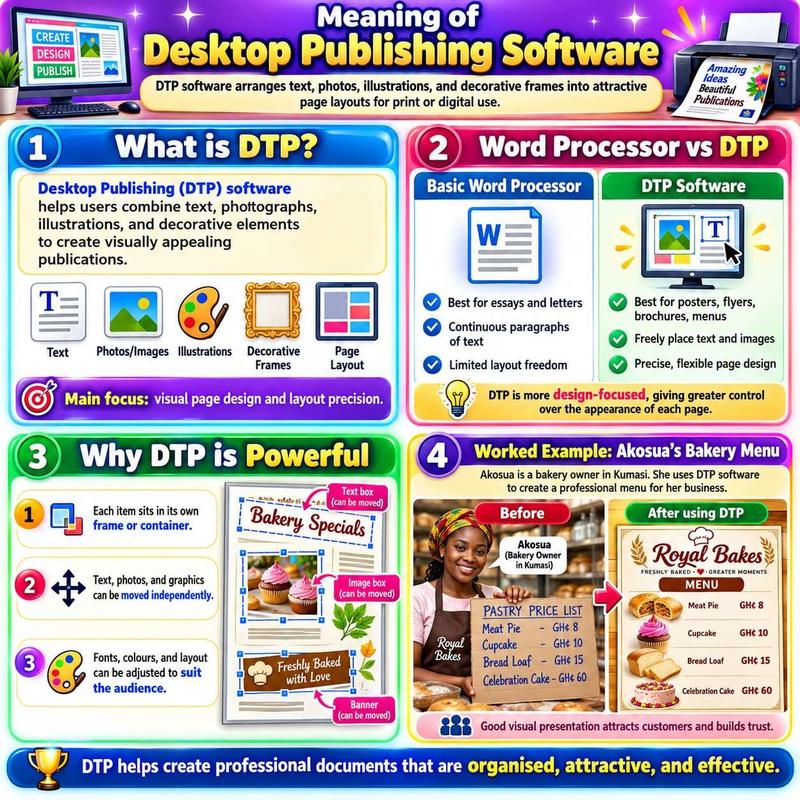 CREATE
DESIGN
PUBLISH
Meaning of
Desktop Publishing Software
DTP software arranges text, photos, illustrations, and decorative frames into attractive
page layouts for print or digital use.
Amazing
Ideas
Beautiful
Publications
1 What is DTP?
Desktop Publishing (DTP) software
helps users combine text, photographs,
illustrations, and decorative elements
to create visually appealing
publications.
T
Text
Photos/Images
Illustrations
Decorative
Frames
Page
Layout
Main focus: visual page design and layout precision.
2 Word Processor vs DTP
Basic Word Processor
W
Best for essays and letters
Continuous paragraphs
of text
Limited layout freedom
DTP Software
T
Best for posters, flyers,
brochures, menus
Freely place text and images
Precise, flexible page design
DTP is more design-focused, giving greater control
over the appearance of each page.
3 Why DTP is Powerful
1 Each item sits in its own
frame or container.
2 Text, photos, and graphics
can be moved independently.
3 Fonts, colours, and layout
can be adjusted to suit
the audience.
Text box
(can be moved)
Bakery Specials
Image box
(can be moved)
Freshly Baked
with Love
Banner
(can be moved)
4 Worked Example: Akosua's Bakery Menu
Akosua is a bakery owner in Kumasi. She uses DTP software
to create a professional menu for her business.
Before
Akosua
(Bakery Owner
in Kumasi)
Royal
Bakes
PASTRY PRICE LIST
Meat Pie – GH¢ 8
Cupcake – GH¢ 10
Bread Loaf – GH¢ 15
Celebration Cake - GH¢ 60
After using DTP
Royal Bakes
FRESHLY BAKED • ❤ • GREATER MOMENTS
MENU
Meat Pie GH¢ 8
Cupcake GH¢ 10
Bread Loaf GH¢ 15
Celebration Cake GH¢ 60
Good visual presentation attracts customers and builds trust.
DTP helps create professional documents that are organised, attractive, and effective.